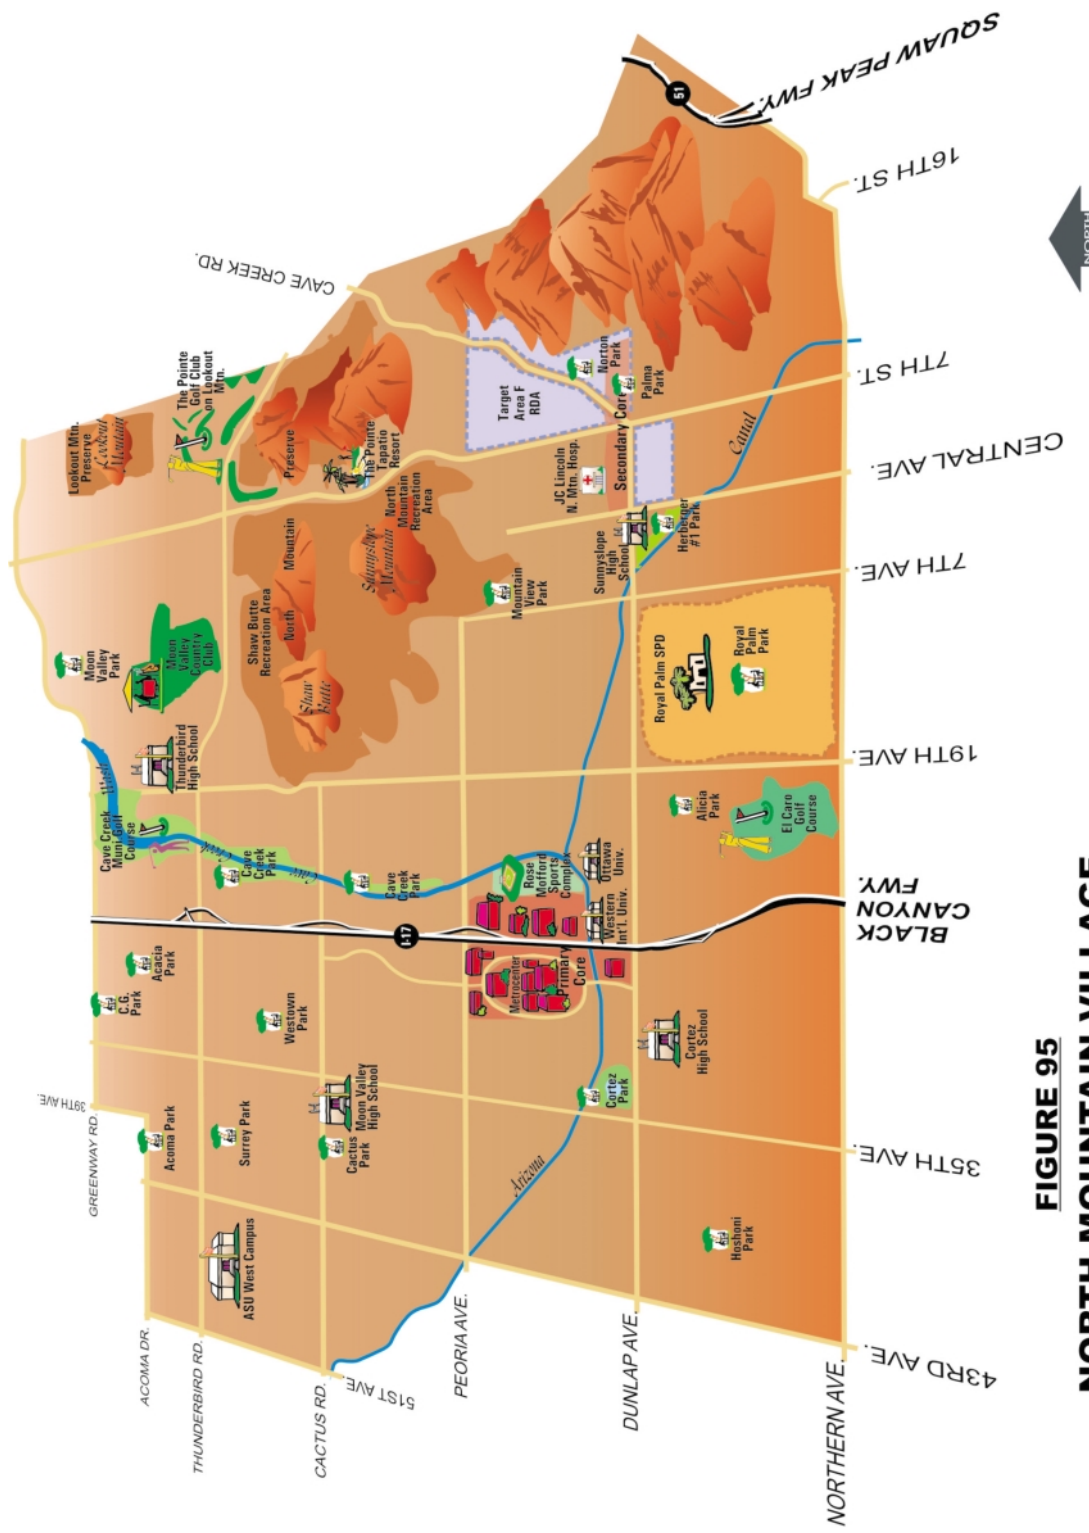 SQUAW PEAK FWY.
51
16TH ST.
NORTH
CAVE CREEK RD.
7TH ST.
CENTRAL AVE.
7TH AVE.
19TH AVE.
BLACK
CANYON
FWY.
35TH AVE.
43RD AVE.
51ST AVE.
39TH AVE.
GREENWAY RD.
ACOMA DR.
THUNDERBIRD RD.
CACTUS RD.
PEORIA AVE.
DUNLAP AVE.
NORTHERN AVE.
Lookout Mtn.
Preserve
Lookout
Mountain
The Pointe
Golf Club
on Lookout
Mtn.
Preserve
The Pointe
Tapatio
Resort
North
Mountain
Recreation
Area
Sunnyslope
Mountain
Mountain
North
Shaw Butte
Recreation Area
Shaw
Butte
Mountain
View
Park
Target
Area F
RDA
Norton
Park
Palma
Park
Secondary Core
JC Lincoln
N. Mtn. Hosp.
Sunnyslope
High
School
Herberger
#1 Park
Canal
Moon
Valley
Park
Moon
Valley
Country
Club
Thunderbird
High School
Wash
Cave Creek
Muni Golf
Course
Cave
Creek
Park
Creek
Cave
Cave
Creek
Park
Rose
Mofford
Sports
Complex
Ottawa
Univ.
Western
Int'l. Univ.
I-17
Metrocenter
Primary
Core
Royal Palm SPD
Royal
Palm
Park
Alicia
Park
El Caro
Golf
Course
Acacia
Park
C.G.
Park
Westown
Park
Moon Valley
High School
Cactus
Park
Acoma Park
Surrey Park
ASU West Campus
Cortez
High School
Cortez
Park
Arizona
Hoshoni
Park
FIGURE 95
NORTH MOUNTAIN VILLAGE